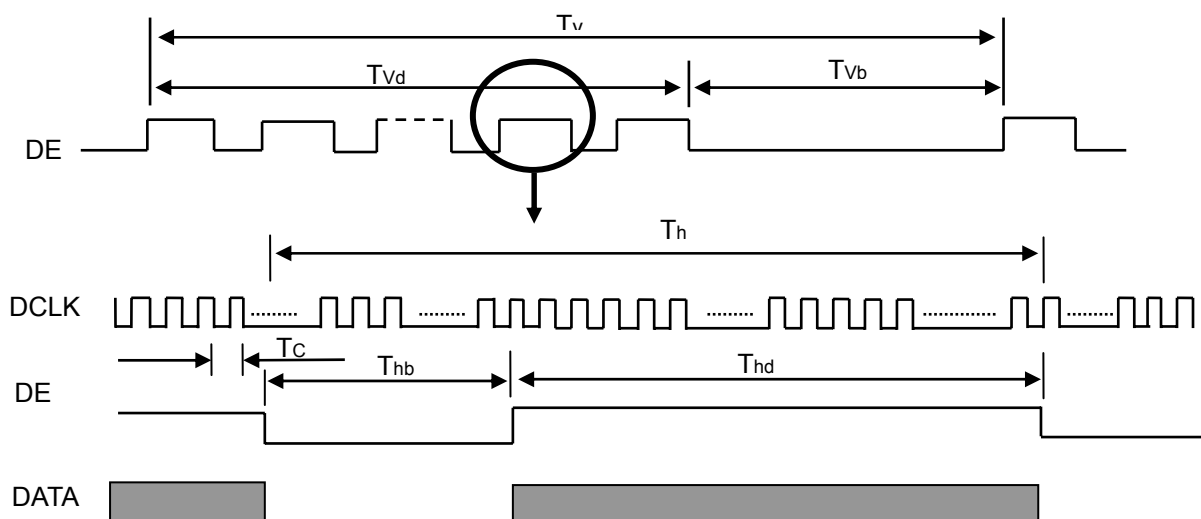 Tv
TVd
TVb
DE
Th
DCLK
TC
Thb
Thd
DE
DATA